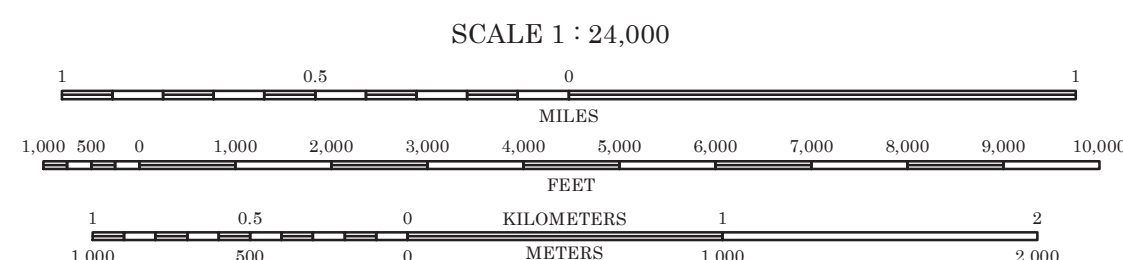 SCALE 1 : 24,000
1 0.5 0 1
MILES
1,000 500 0 1,000 2,000 3,000 4,000 5,000 6,000 7,000 8,000 9,000 10,000
FEET
1 0.5 0 KILOMETERS 1 2
1,000 500 0 METERS 1,000 2,000